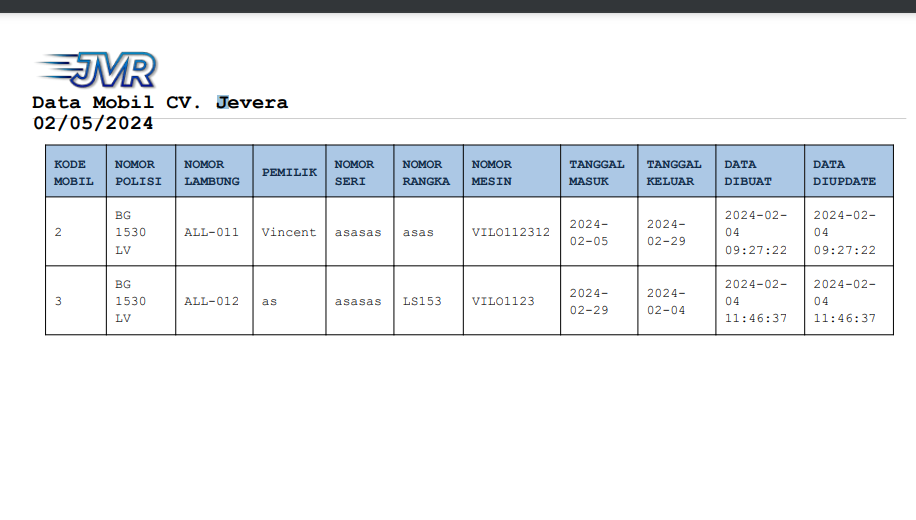 JVR
Data Mobil CV. Jevera
02/05/2024
KODE MOBIL NOMOR POLISI NOMOR LAMBUNG PEMILIK NOMOR SERI NOMOR RANGKA NOMOR MESIN TANGGAL MASUK TANGGAL KELUAR DATA DIBUAT DATA DIUPDATE
2 BG 1530 LV ALL-011 Vincent asasas asas VILO112312 2024-02-05 2024-02-29 2024-02-04 09:27:22 2024-02-04 09:27:22
3 BG 1530 LV ALL-012 as asasas LS153 VILO1123 2024-02-29 2024-02-04 2024-02-04 11:46:37 2024-02-04 11:46:37